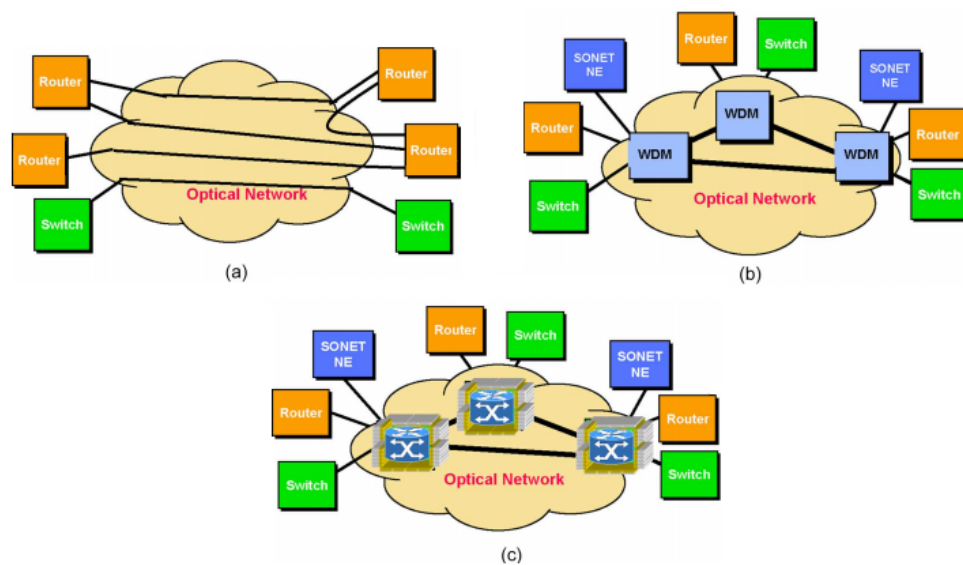 Router
Router
Router
Router
Optical Network
Switch
Switch
(a)
Router
Switch
SONET
NE
SONET
NE
WDM
Router
Router
WDM
WDM
Switch
Switch
Optical Network
(b)
Router
Switch
SONET
NE
SONET
NE
Router
Router
Switch
Switch
Optical Network
(c)